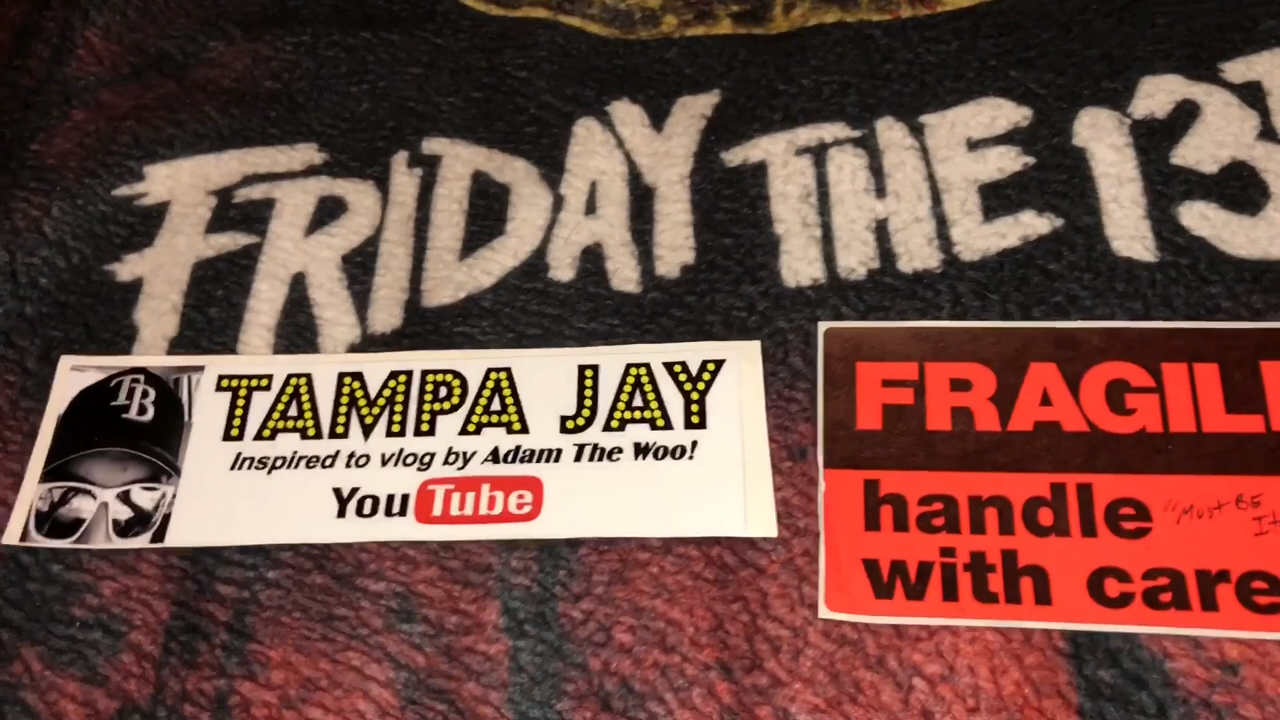 FRIDAY THE 13
TB
TAMPA JAY
Inspired to vlog by Adam The Woo!
YouTube
FRAGIL
handle
"Must BE
with care